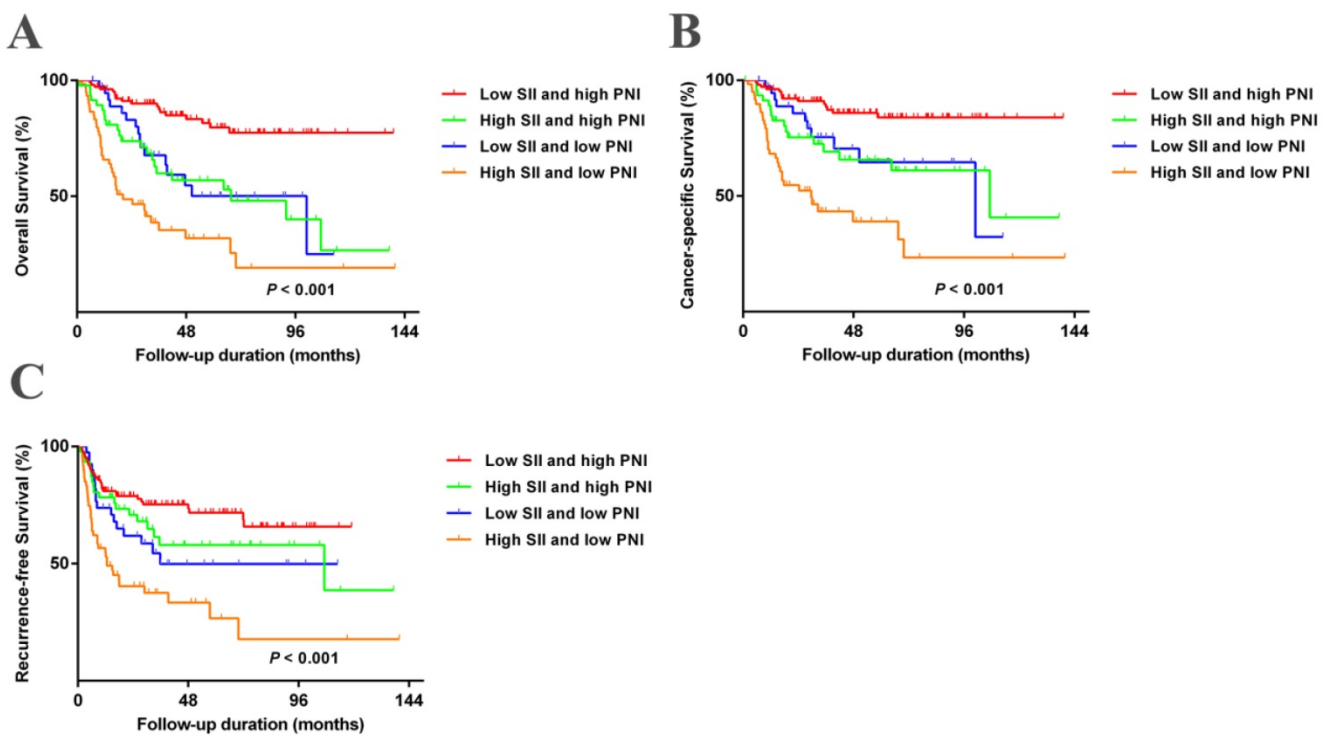 A
Overall Survival (%)
100
50
Low SII and high PNI
High SII and high PNI
Low SII and low PNI
High SII and low PNI
P < 0.001
0 48 96 144
Follow-up duration (months)
B
Cancer-specific Survival (%)
100
50
Low SII and high PNI
High SII and high PNI
Low SII and low PNI
High SII and low PNI
P < 0.001
0 48 96 144
Follow-up duration (months)
C
Recurrence-free Survival (%)
100
50
Low SII and high PNI
High SII and high PNI
Low SII and low PNI
High SII and low PNI
P < 0.001
0 48 96 144
Follow-up duration (months)